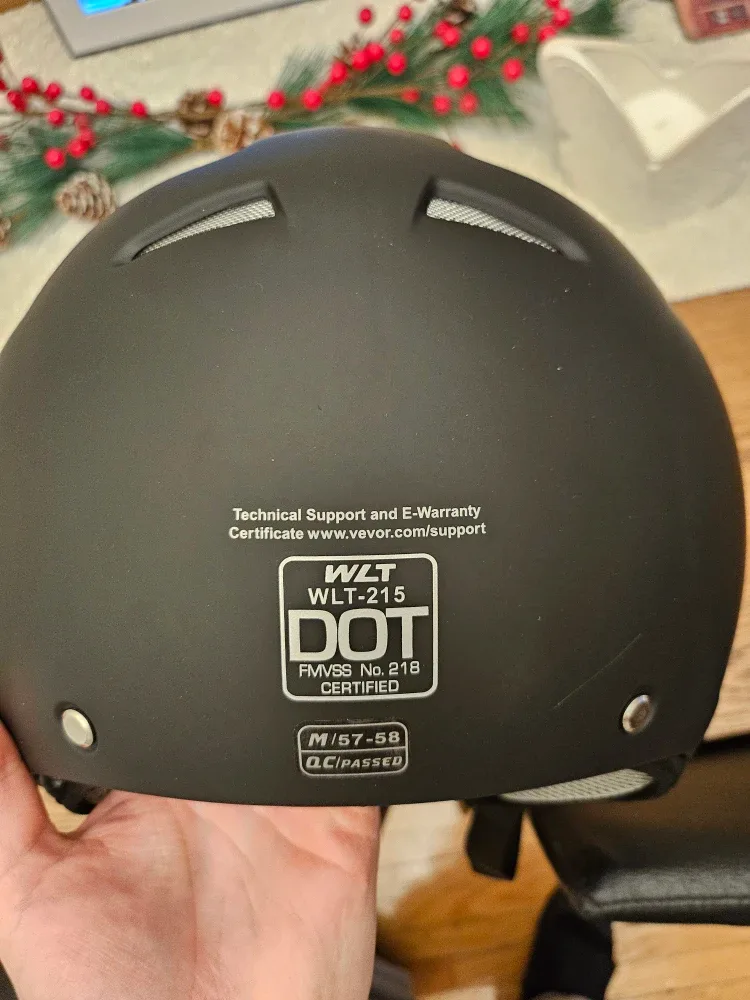 Technical Support and E-Warranty
Certificate www.vevor.com/support
WLT
WLT-215
DOT
FMVSS No. 218
CERTIFIED
M/57-58
QC/PASSED